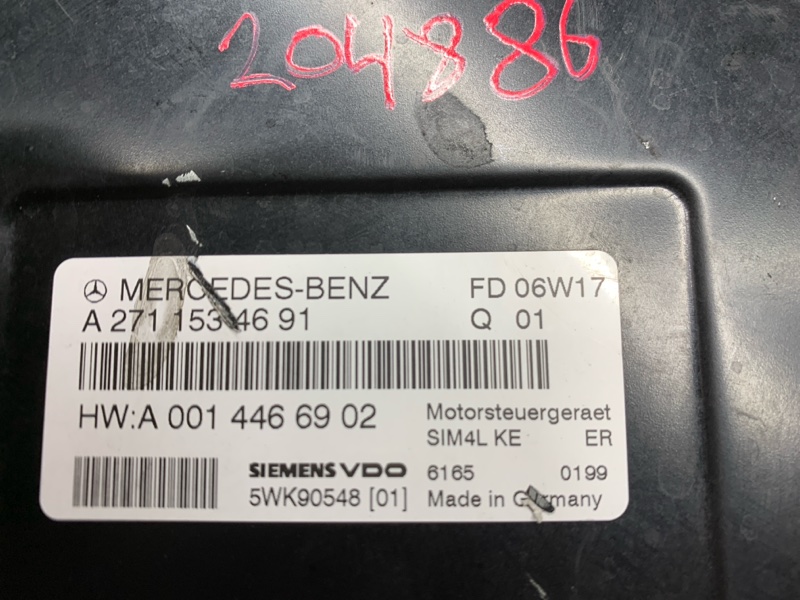 204886
MERCEDES-BENZ FD 06W17
A 271 153 46 91 Q 01
HW:A 001 446 69 02 Motorsteuergeraet
SIM4L KE ER
SIEMENS VDO 6165 0199
5WK90548 [01] Made in Germany